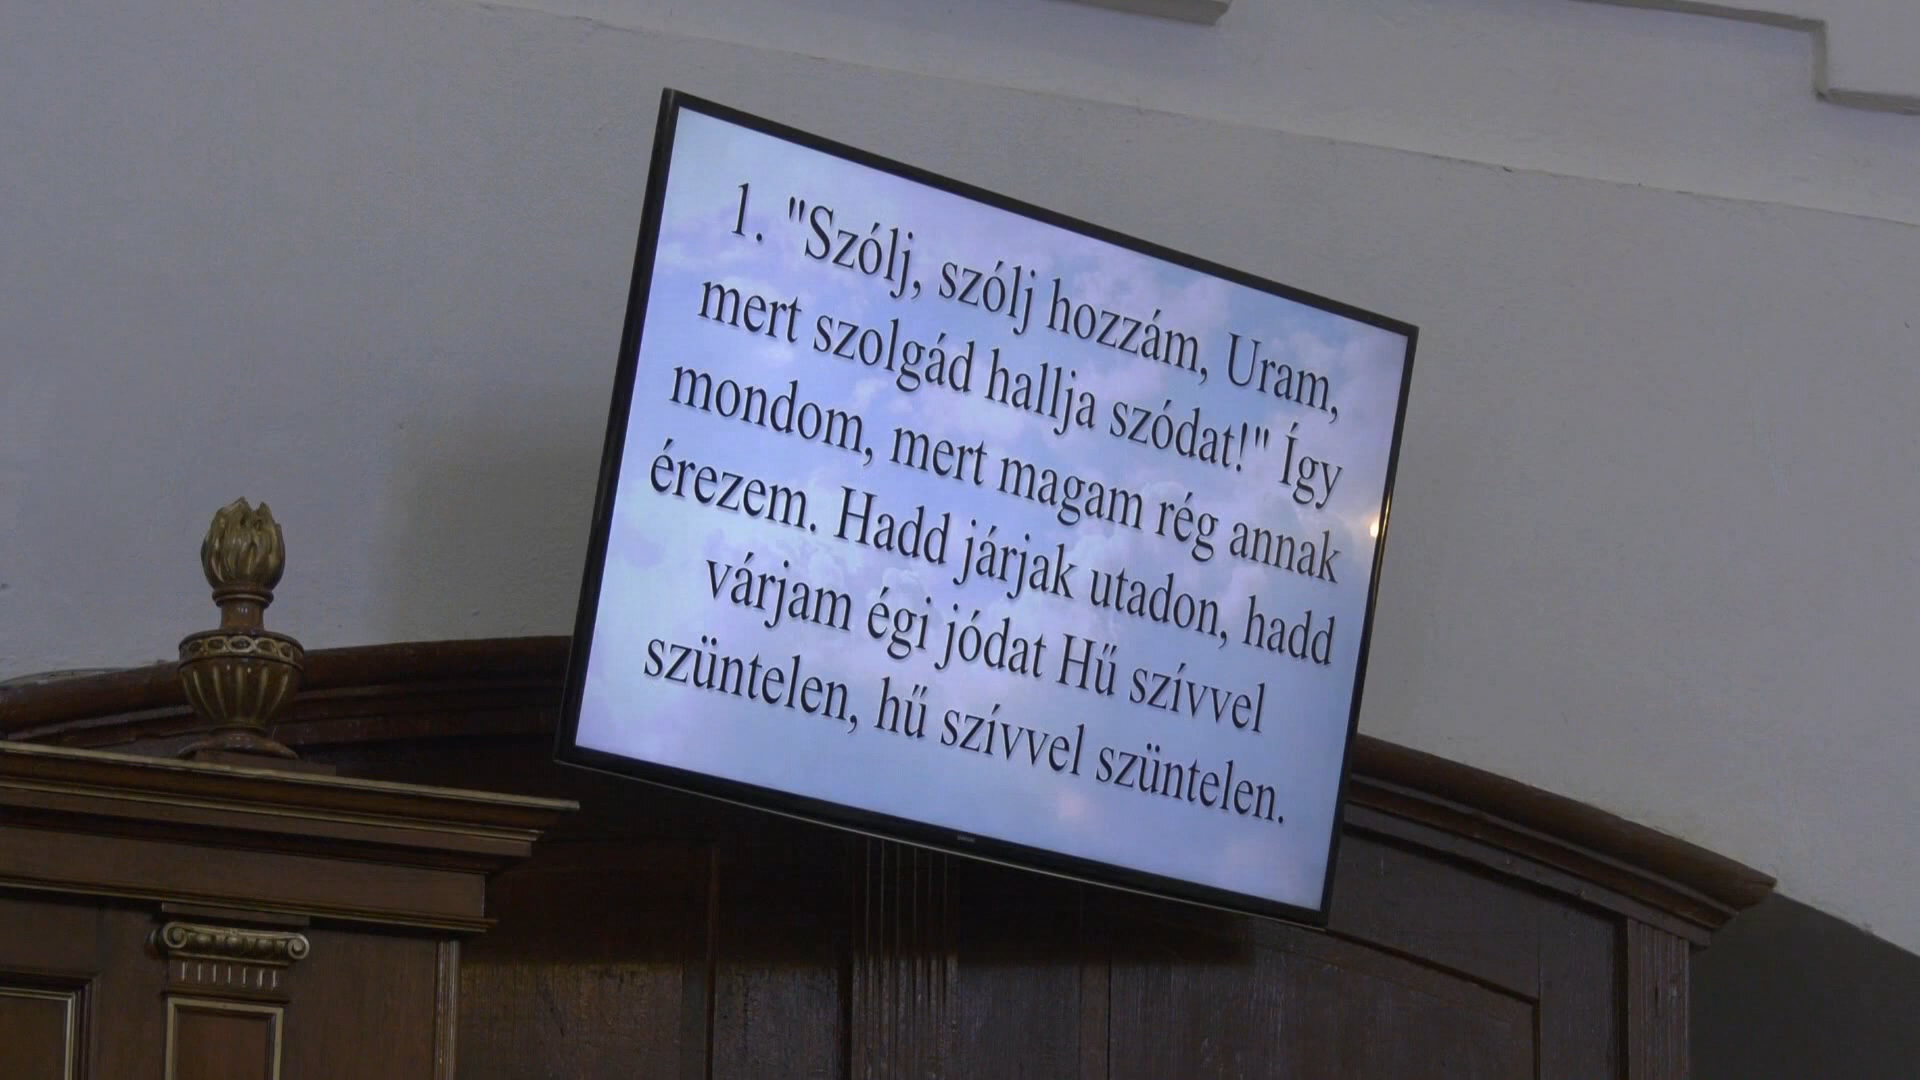 1. "Szólj, szólj hozzám, Uram,
mert szolgád hallja szódat!" Így
mondom, mert magam rég annak
érezem. Hadd járjak utadon, hadd
várjam égi jódat Hű szívvel
szüntelen, hű szívvel szüntelen.